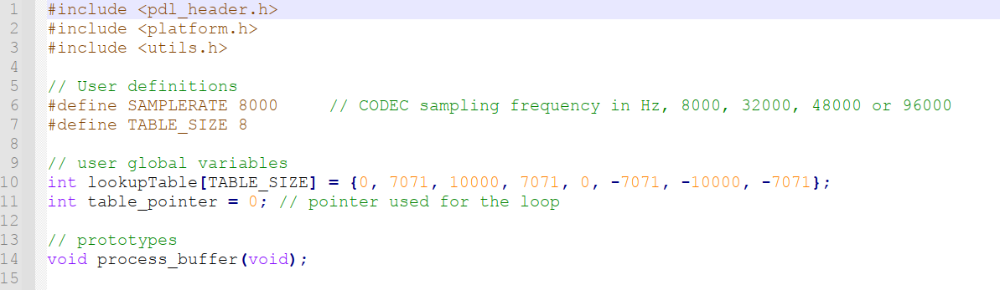 1 #include <pdl_header.h>
2 #include <platform.h>
3 #include <utils.h>
4
5 // User definitions
6 #define SAMPLERATE 8000 // CODEC sampling frequency in Hz, 8000, 32000, 48000 or 96000
7 #define TABLE_SIZE 8
8
9 // user global variables
10 int lookupTable[TABLE_SIZE] = {0, 7071, 10000, 7071, 0, -7071, -10000, -7071};
11 int table_pointer = 0; // pointer used for the loop
12
13 // prototypes
14 void process_buffer(void);
15